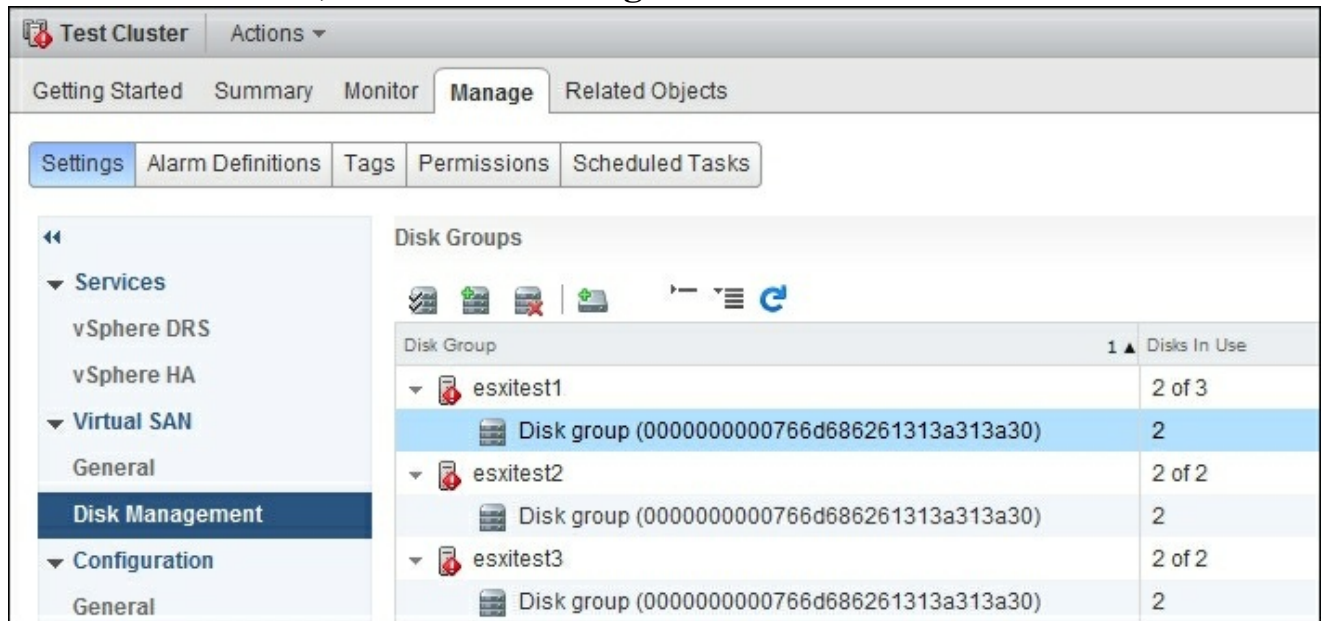 Test Cluster Actions
Getting Started Summary Monitor Manage Related Objects
Settings Alarm Definitions Tags Permissions Scheduled Tasks
Disk Groups
Services
vSphere DRS
vSphere HA
Virtual SAN
General
Disk Management
Configuration
General
Disk Group 1 Disks In Use
esxitest1 2 of 3
Disk group (0000000000766d686261313a313a30) 2
esxitest2 2 of 2
Disk group (0000000000766d686261313a313a30) 2
esxitest3 2 of 2
Disk group (0000000000766d686261313a313a30) 2